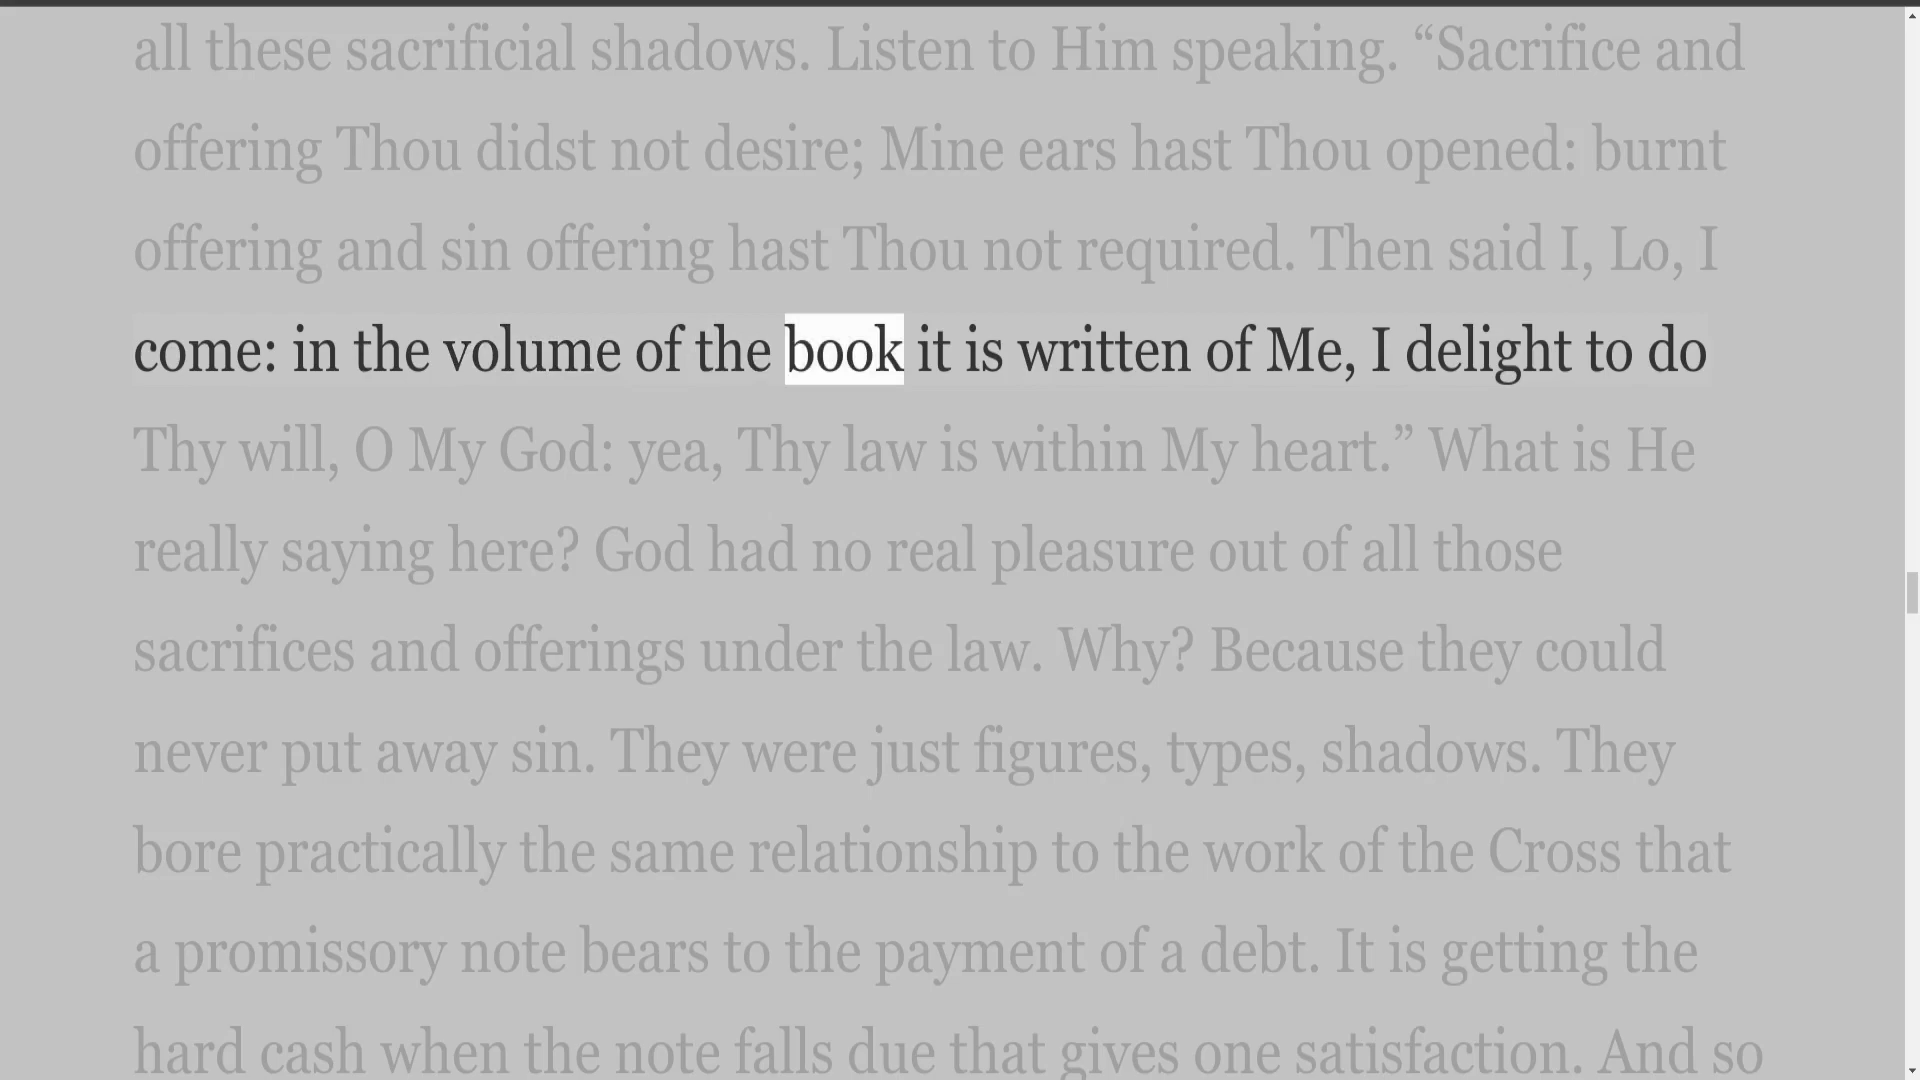 all these sacrificial shadows. Listen to Him speaking. “Sacrifice and
offering Thou didst not desire; Mine ears hast Thou opened: burnt
offering and sin offering hast Thou not required. Then said I, Lo, I
come: in the volume of the book it is written of Me, I delight to do
Thy will, O My God: yea, Thy law is within My heart.” What is He
really saying here? God had no real pleasure out of all those
sacrifices and offerings under the law. Why? Because they could
never put away sin. They were just figures, types, shadows. They
bore practically the same relationship to the work of the Cross that
a promissory note bears to the payment of a debt. It is getting the
hard cash when the note falls due that gives one satisfaction. And so